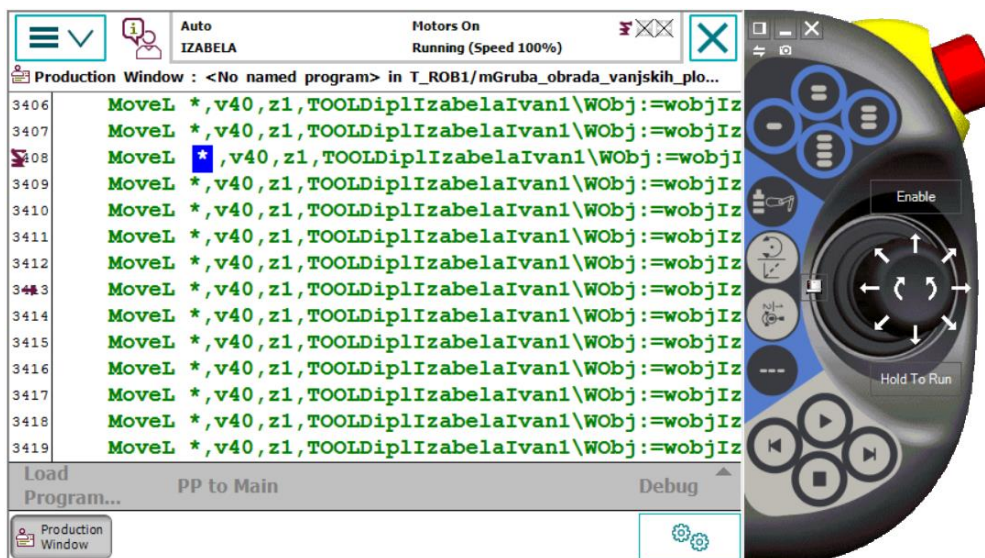 Auto
IZABELA
Motors On
Running (Speed 100%)
Production Window : <No named program> in T_ROB1/mGruba_obrada_vanjskih_plo...
3406 MoveL *,v40,z1,TOOLDiplIzabelaIvan1\WObj:=wobjIz
3407 MoveL *,v40,z1,TOOLDiplIzabelaIvan1\WObj:=wobjIz
408 MoveL * ,v40,z1,TOOLDiplIzabelaIvan1\WObj:=wobjI
3409 MoveL *,v40,z1,TOOLDiplIzabelaIvan1\WObj:=wobjIz
3410 MoveL *,v40,z1,TOOLDiplIzabelaIvan1\WObj:=wobjIz
3411 MoveL *,v40,z1,TOOLDiplIzabelaIvan1\WObj:=wobjIz
3412 MoveL *,v40,z1,TOOLDiplIzabelaIvan1\WObj:=wobjIz
3413 MoveL *,v40,z1,TOOLDiplIzabelaIvan1\WObj:=wobjIz
3414 MoveL *,v40,z1,TOOLDiplIzabelaIvan1\WObj:=wobjIz
3415 MoveL *,v40,z1,TOOLDiplIzabelaIvan1\WObj:=wobjIz
3416 MoveL *,v40,z1,TOOLDiplIzabelaIvan1\WObj:=wobjIz
3417 MoveL *,v40,z1,TOOLDiplIzabelaIvan1\WObj:=wobjIz
3418 MoveL *,v40,z1,TOOLDiplIzabelaIvan1\WObj:=wobjIz
3419 MoveL *,v40,z1,TOOLDiplIzabelaIvan1\WObj:=wobjIz
Load
Program...
PP to Main
Debug
Production
Window
Enable
Hold To Run